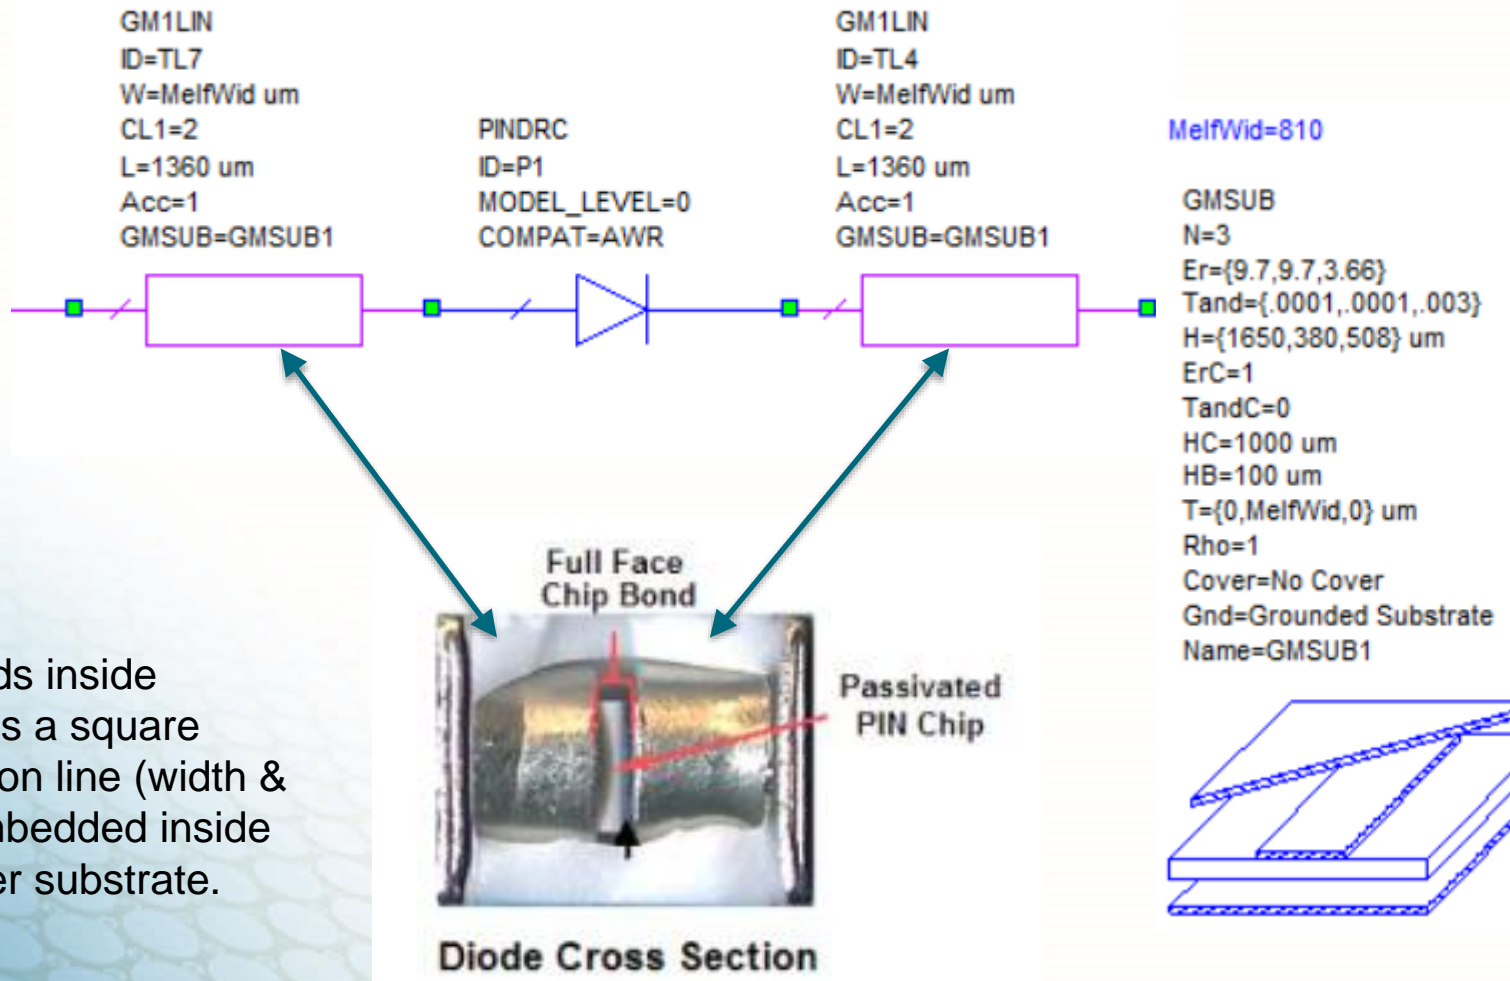 GM1LIN
ID=TL7
W=MelfWid um
CL1=2
L=1360 um
Acc=1
GMSUB=GMSUB1
PINDRC
ID=P1
MODEL_LEVEL=0
COMPAT=AWR
GM1LIN
ID=TL4
W=MelfWid um
CL1=2
L=1360 um
Acc=1
GMSUB=GMSUB1
MelfWid=810
GMSUB
N=3
Er={9.7,9.7,3.66}
Tand={.0001,.0001,.003}
H={1650,380,508} um
ErC=1
TandC=0
HC=1000 um
HB=100 um
T={0,MelfWid,0} um
Rho=1
Cover=No Cover
Gnd=Grounded Substrate
Name=GMSUB1
Full Face
Chip Bond
Passivated
PIN Chip
Diode Cross Section
ds inside
s a square
on line (width &
nbedded inside
er substrate.